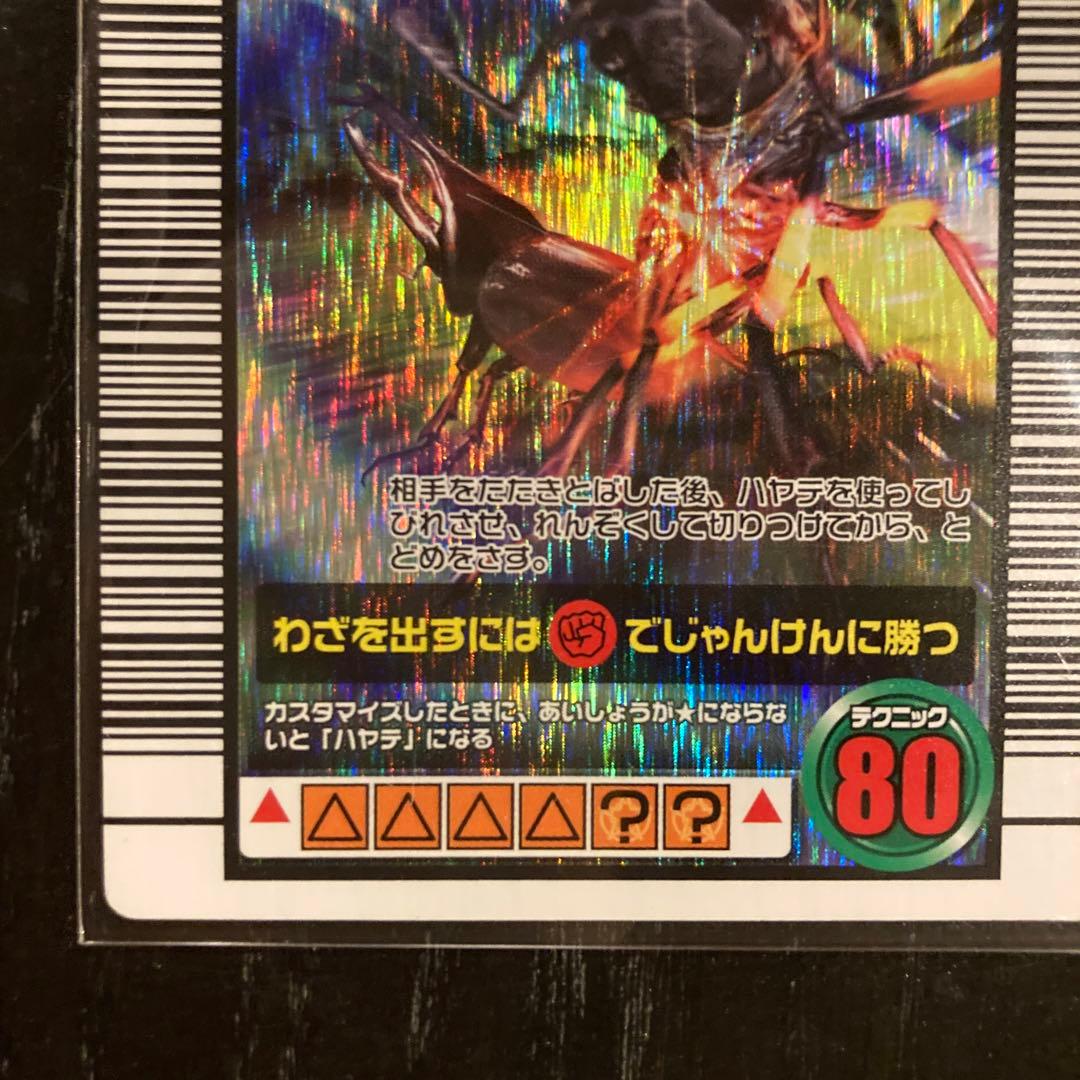 相手をたたきとばした後、ハヤテを使ってし
びれさせ、れんぞくして切りつけてから、と
どめをさす。
わざを出すには でじゃんけんに勝つ
カスタマイズしたときに、あいしょうが★にならな
いと「ハヤテ」になる
テクニック
80
? ?